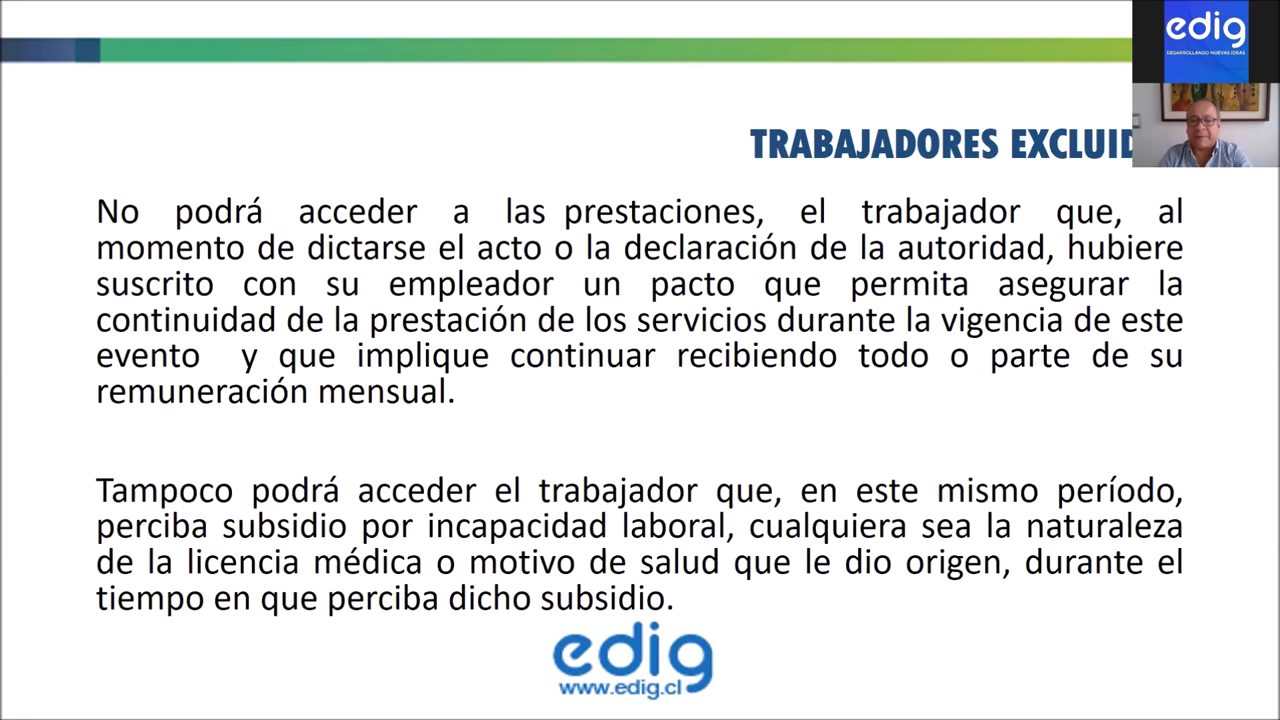 edig
DESARROLLANDO NUEVAS IDEAS
TRABAJADORES EXCLUID
No podrá acceder a las prestaciones, el trabajador que, al
momento de dictarse el acto o la declaración de la autoridad, hubiere
suscrito con su empleador un pacto que permita asegurar la
continuidad de la prestación de los servicios durante la vigencia de este
evento y que implique continuar recibiendo todo o parte de su
remuneración mensual.
Tampoco podrá acceder el trabajador que, en este mismo período,
perciba subsidio por incapacidad laboral, cualquiera sea la naturaleza
de la licencia médica o motivo de salud que le dio origen, durante el
tiempo en que perciba dicho subsidio.
edig
www.edig.cl